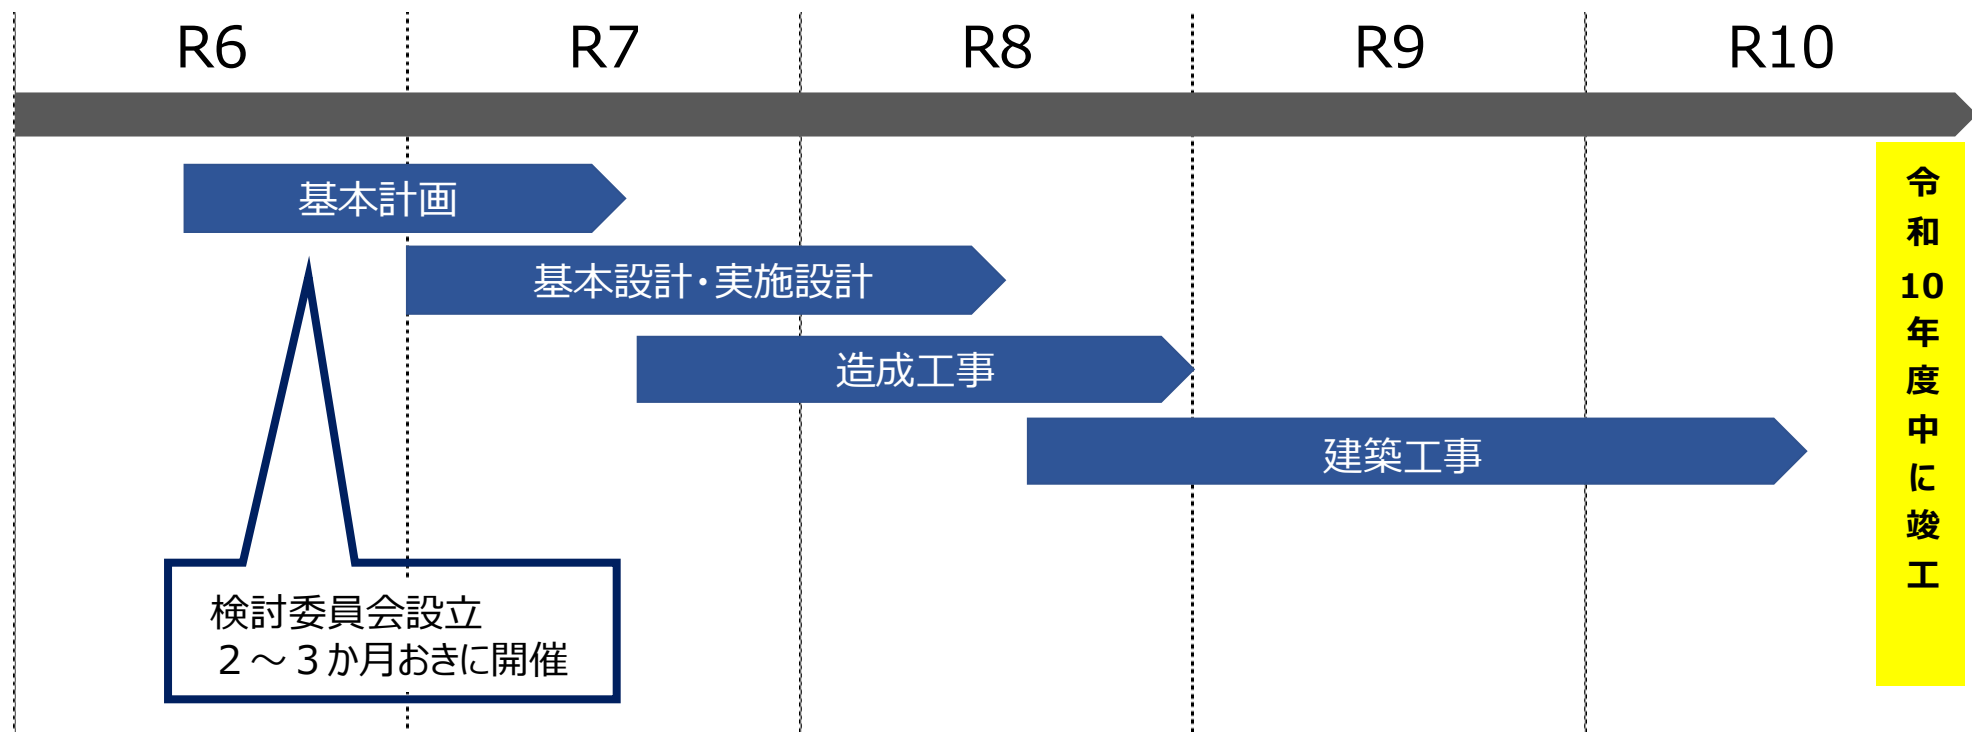 R6
R7
R8
R9
R10
基本計画
基本設計・実施設計
造成工事
建築工事
検討委員会設立
２～３か月おきに開催
令和10年度中に竣工